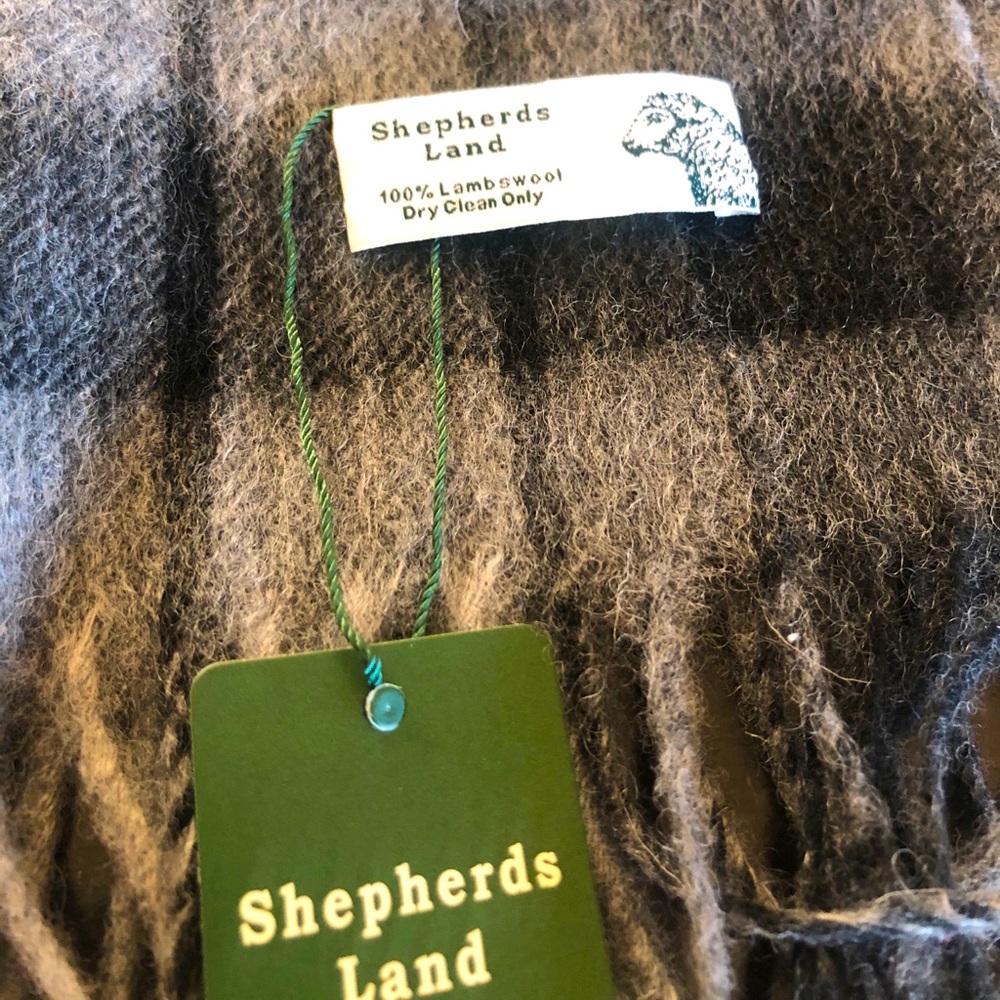 Shepherds
Land
100% Lambswool
Dry Clean Only
Shepherds
Land